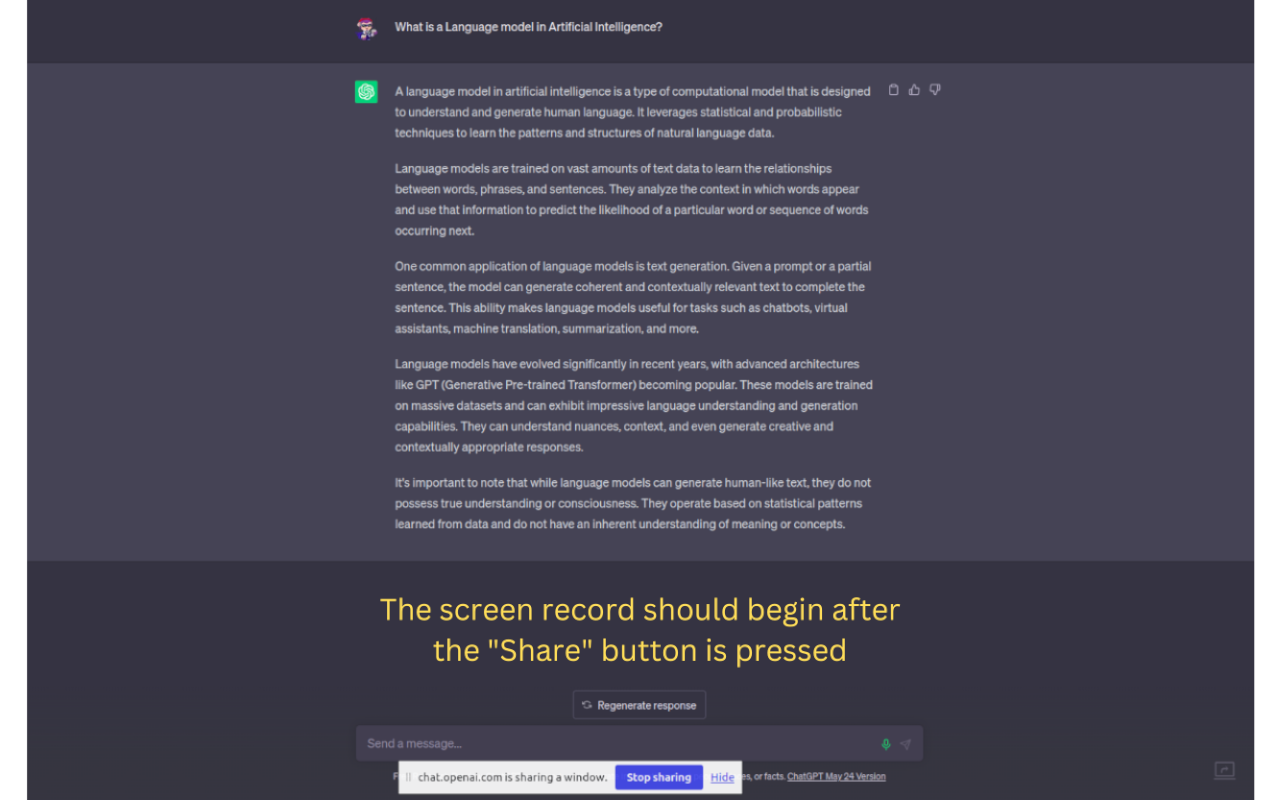 What is a Language model in Artificial Intelligence?
A language model in artificial intelligence is a type of computational model that is designed
to understand and generate human language. It leverages statistical and probabilistic
techniques to learn the patterns and structures of natural language data.
Language models are trained on vast amounts of text data to learn the relationships
between words, phrases, and sentences. They analyze the context in which words appear
and use that information to predict the likelihood of a particular word or sequence of words
occurring next.
One common application of language models is text generation. Given a prompt or a partial
sentence, the model can generate coherent and contextually relevant text to complete the
sentence. This ability makes language models useful for tasks such as chatbots, virtual
assistants, machine translation, summarization, and more.
Language models have evolved significantly in recent years, with advanced architectures
like GPT (Generative Pre-trained Transformer) becoming popular. These models are trained
on massive datasets and can exhibit impressive language understanding and generation
capabilities. They can understand nuances, context, and even generate creative and
contextually appropriate responses.
It's important to note that while language models can generate human-like text, they do not
possess true understanding or consciousness. They operate based on statistical patterns
learned from data and do not have an inherent understanding of meaning or concepts.
The screen record should begin after
the "Share" button is pressed
Regenerate response
Send a message...
chat.openai.com is sharing a window. Stop sharing Hide
or facts. ChatGPT May 24 Version